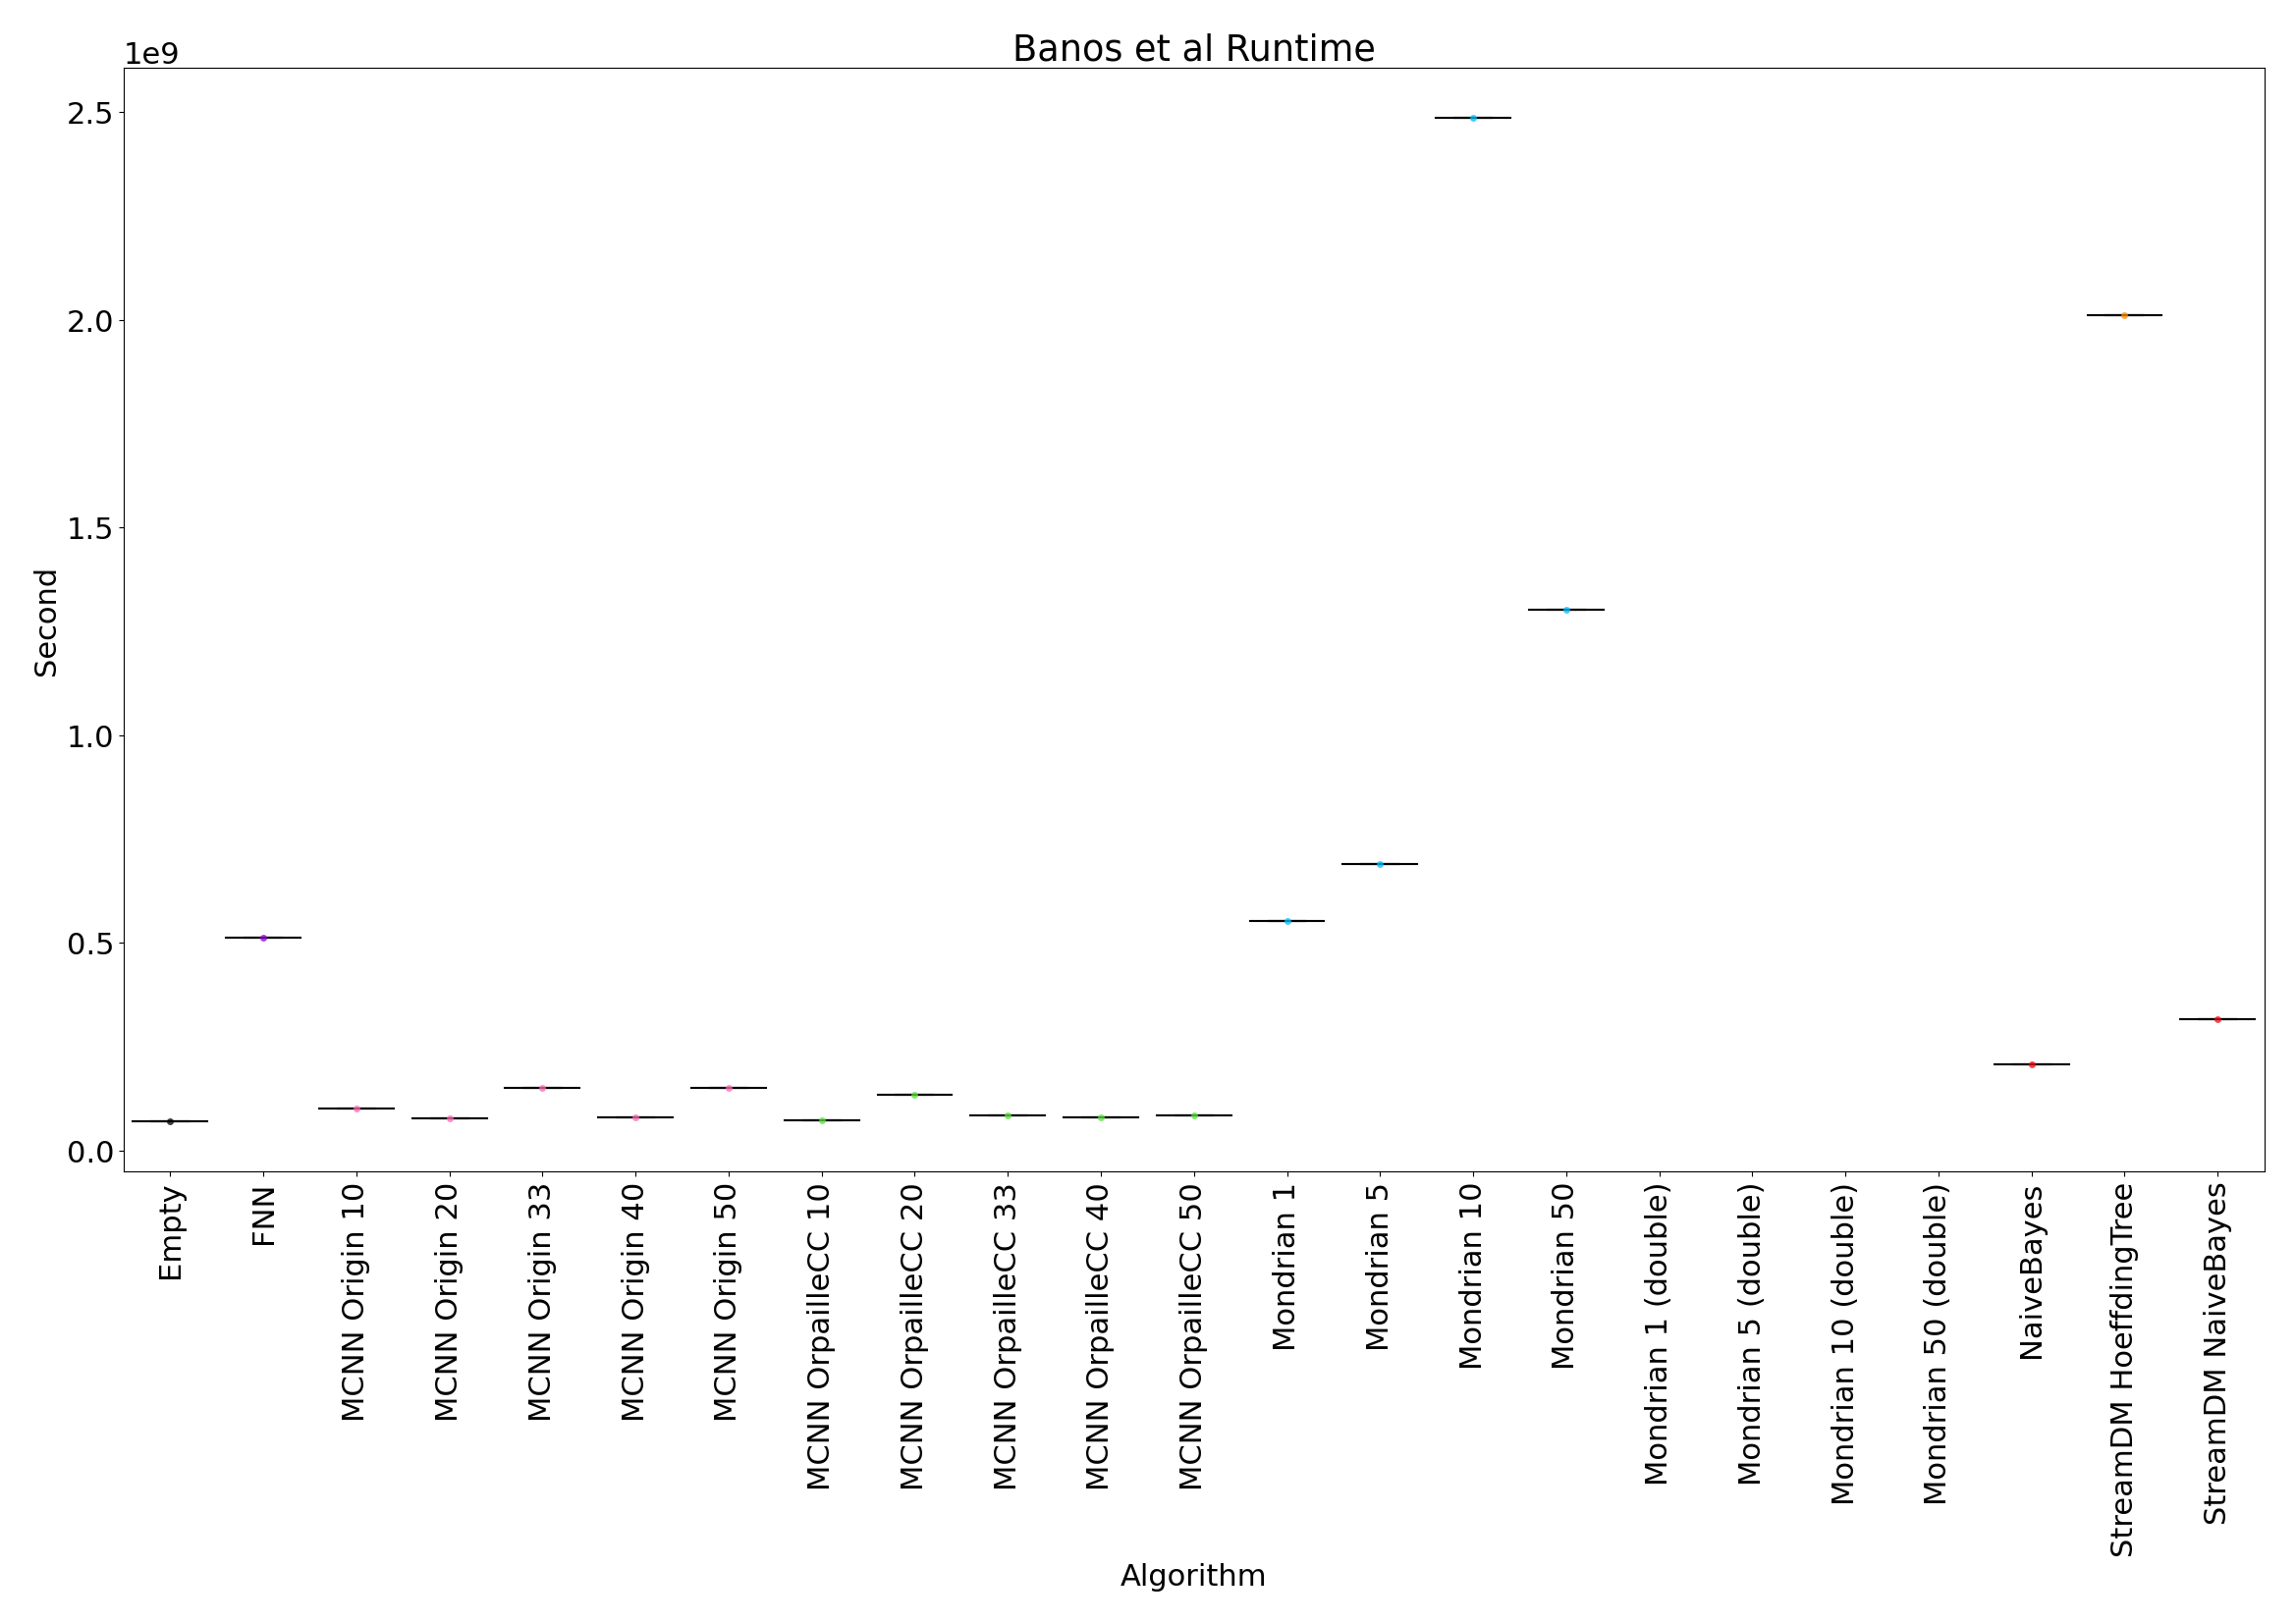 Banos et al Runtime
1e9
2.5
2.0
1.5
1.0
0.5
0.0
Second
Empty
FNN
MCNN Origin 10
MCNN Origin 20
MCNN Origin 33
MCNN Origin 40
MCNN Origin 50
MCNN OrpailleCC 10
MCNN OrpailleCC 20
MCNN OrpailleCC 33
MCNN OrpailleCC 40
MCNN OrpailleCC 50
Mondrian 1
Mondrian 5
Mondrian 10
Mondrian 50
Mondrian 1 (double)
Mondrian 5 (double)
Mondrian 10 (double)
Mondrian 50 (double)
NaiveBayes
StreamDM HoeffdingTree
StreamDM NaiveBayes
Algorithm